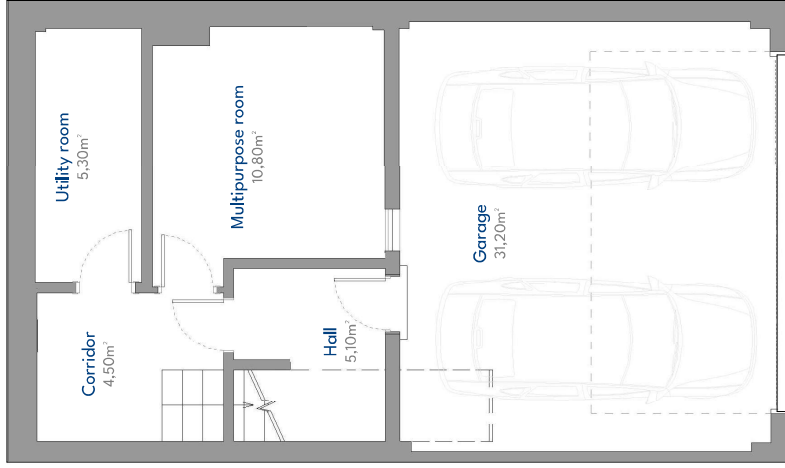 Utility room
5,30m²
Multipurpose room
10,80m²
Garage
31,20m²
Corridor
4,50m²
Hall
5,10m²